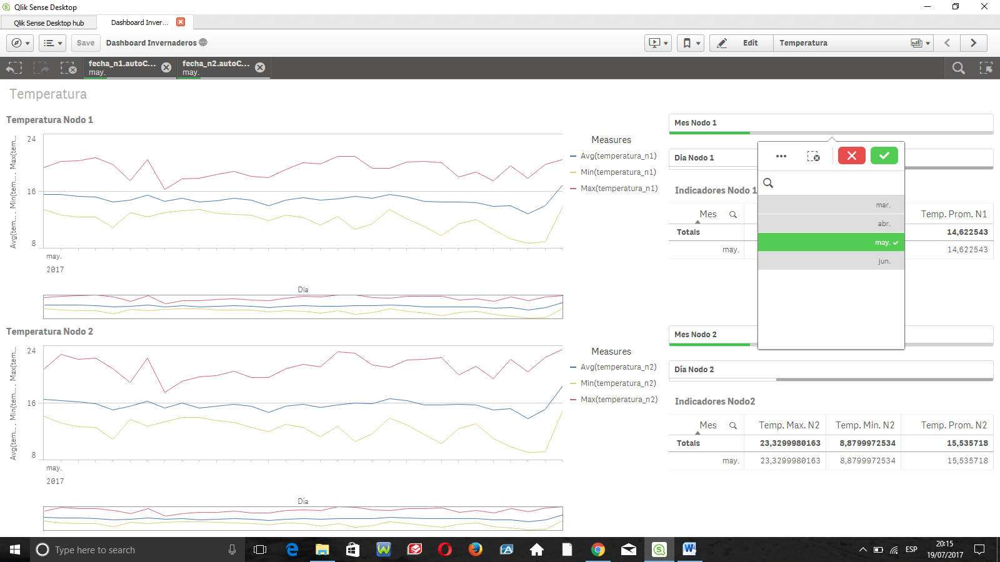 Qlik Sense Desktop
Qlik Sense Desktop hub
Dashboard Inver...
Save
Dashboard Invernaderos
Edit
Temperatura
fecha_n1.autoC...
may.
fecha_n2.autoC...
may.
Temperatura
Temperatura Nodo 1
Avg(tem... , Min(tem... , Max(tem...
24
16
8
may.
2017
Dia
Measures
Avg(temperatura_n1)
Min(temperatura_n1)
Max(temperatura_n1)
Mes Nodo 1
Dia Nodo 1
mar.
abr.
may.
jun.
Indicadores Nodo 1
Mes
Temp. Prom. N1
Totals
14,622543
may.
14,622543
Temperatura Nodo 2
Avg(tem... , Min(tem... , Max(tem...
24
16
8
may.
2017
Día
Measures
Avg(temperatura_n2)
Min(temperatura_n2)
Max(temperatura_n2)
Mes Nodo 2
Día Nodo 2
Indicadores Nodo2
Mes Temp. Max. N2 Temp. Min. N2 Temp. Prom. N2
Totals 23,3299980163 8,8799972534 15,535718
may. 23,3299980163 8,8799972534 15,535718
Type here to search
ESP
20:15
19/07/2017